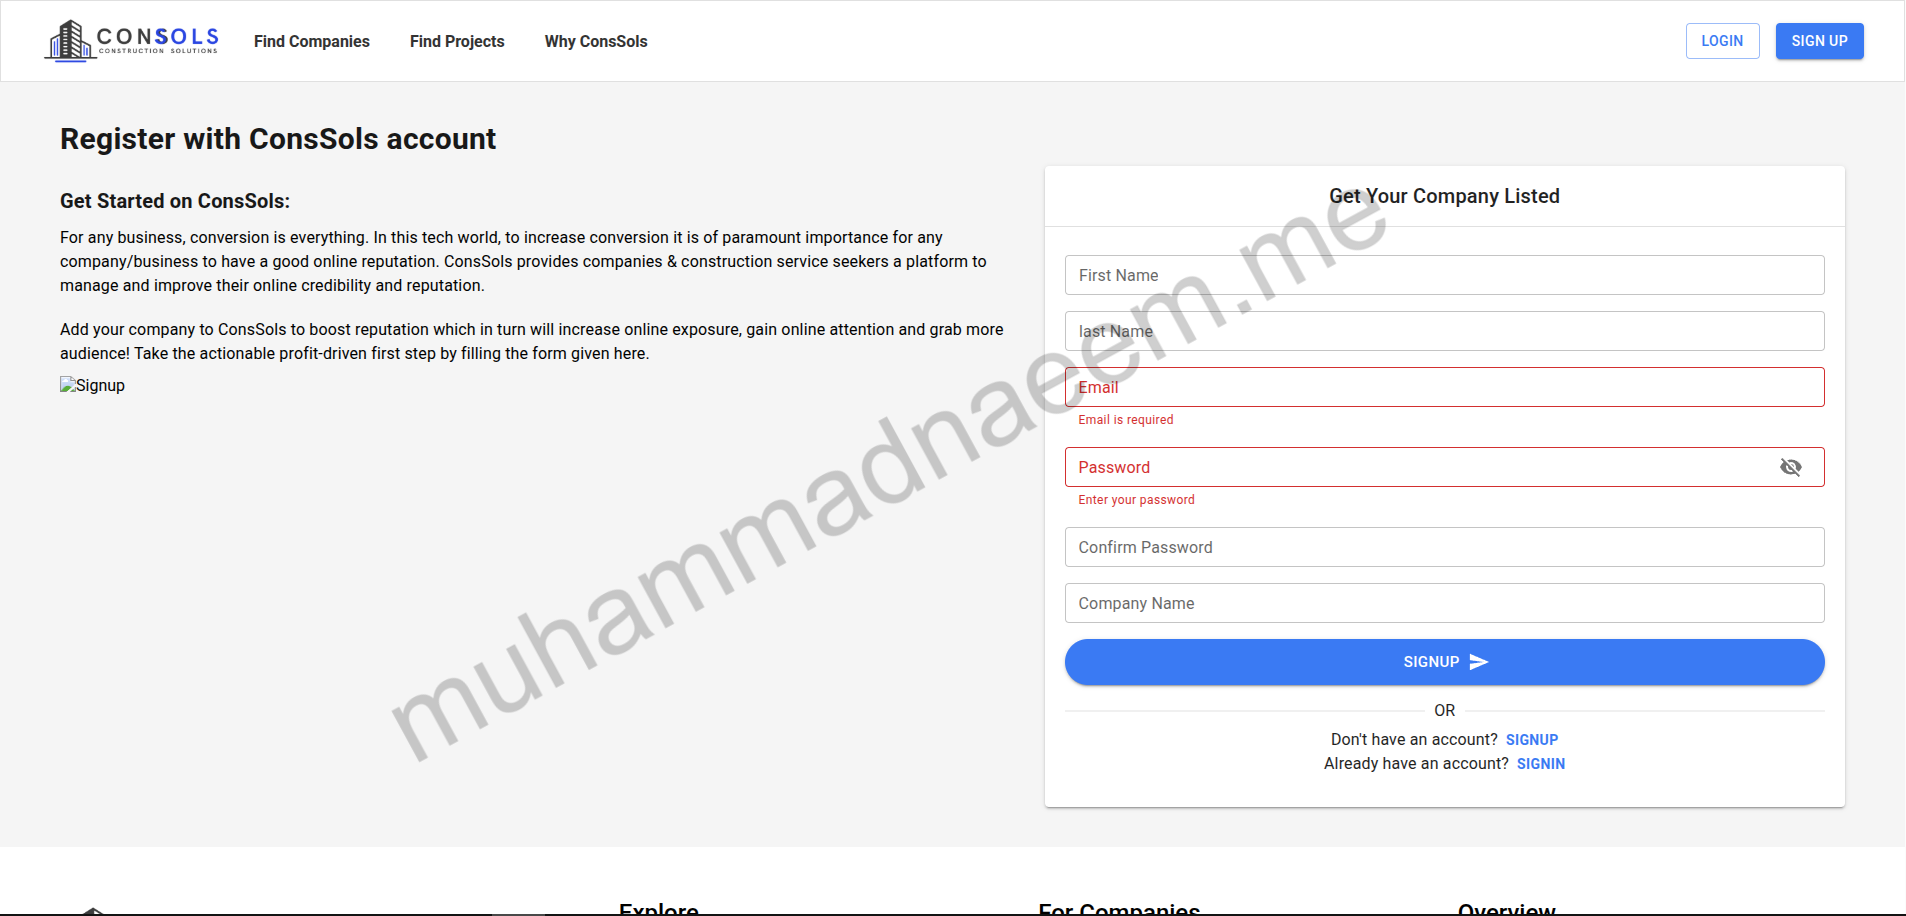 CONSOLS
CONSTRUCTION SOLUTIONS
Find Companies
Find Projects
Why ConsSols
LOGIN
SIGN UP
Register with ConsSols account
Get Started on ConsSols:
For any business, conversion is everything. In this tech world, to increase conversion it is of paramount importance for any
company/business to have a good online reputation. ConsSols provides companies & construction service seekers a platform to
manage and improve their online credibility and reputation.
Add your company to ConsSols to boost reputation which in turn will increase online exposure, gain online attention and grab more
audience! Take the actionable profit-driven first step by filling the form given here.
Signup
Get Your Company Listed
First Name
last Name
Email
Email is required
Password
Enter your password
Confirm Password
Company Name
SIGNUP
OR
Don't have an account? SIGNUP
Already have an account? SIGNIN
muhammadnaeem.me
Explore
For Companies
Overview